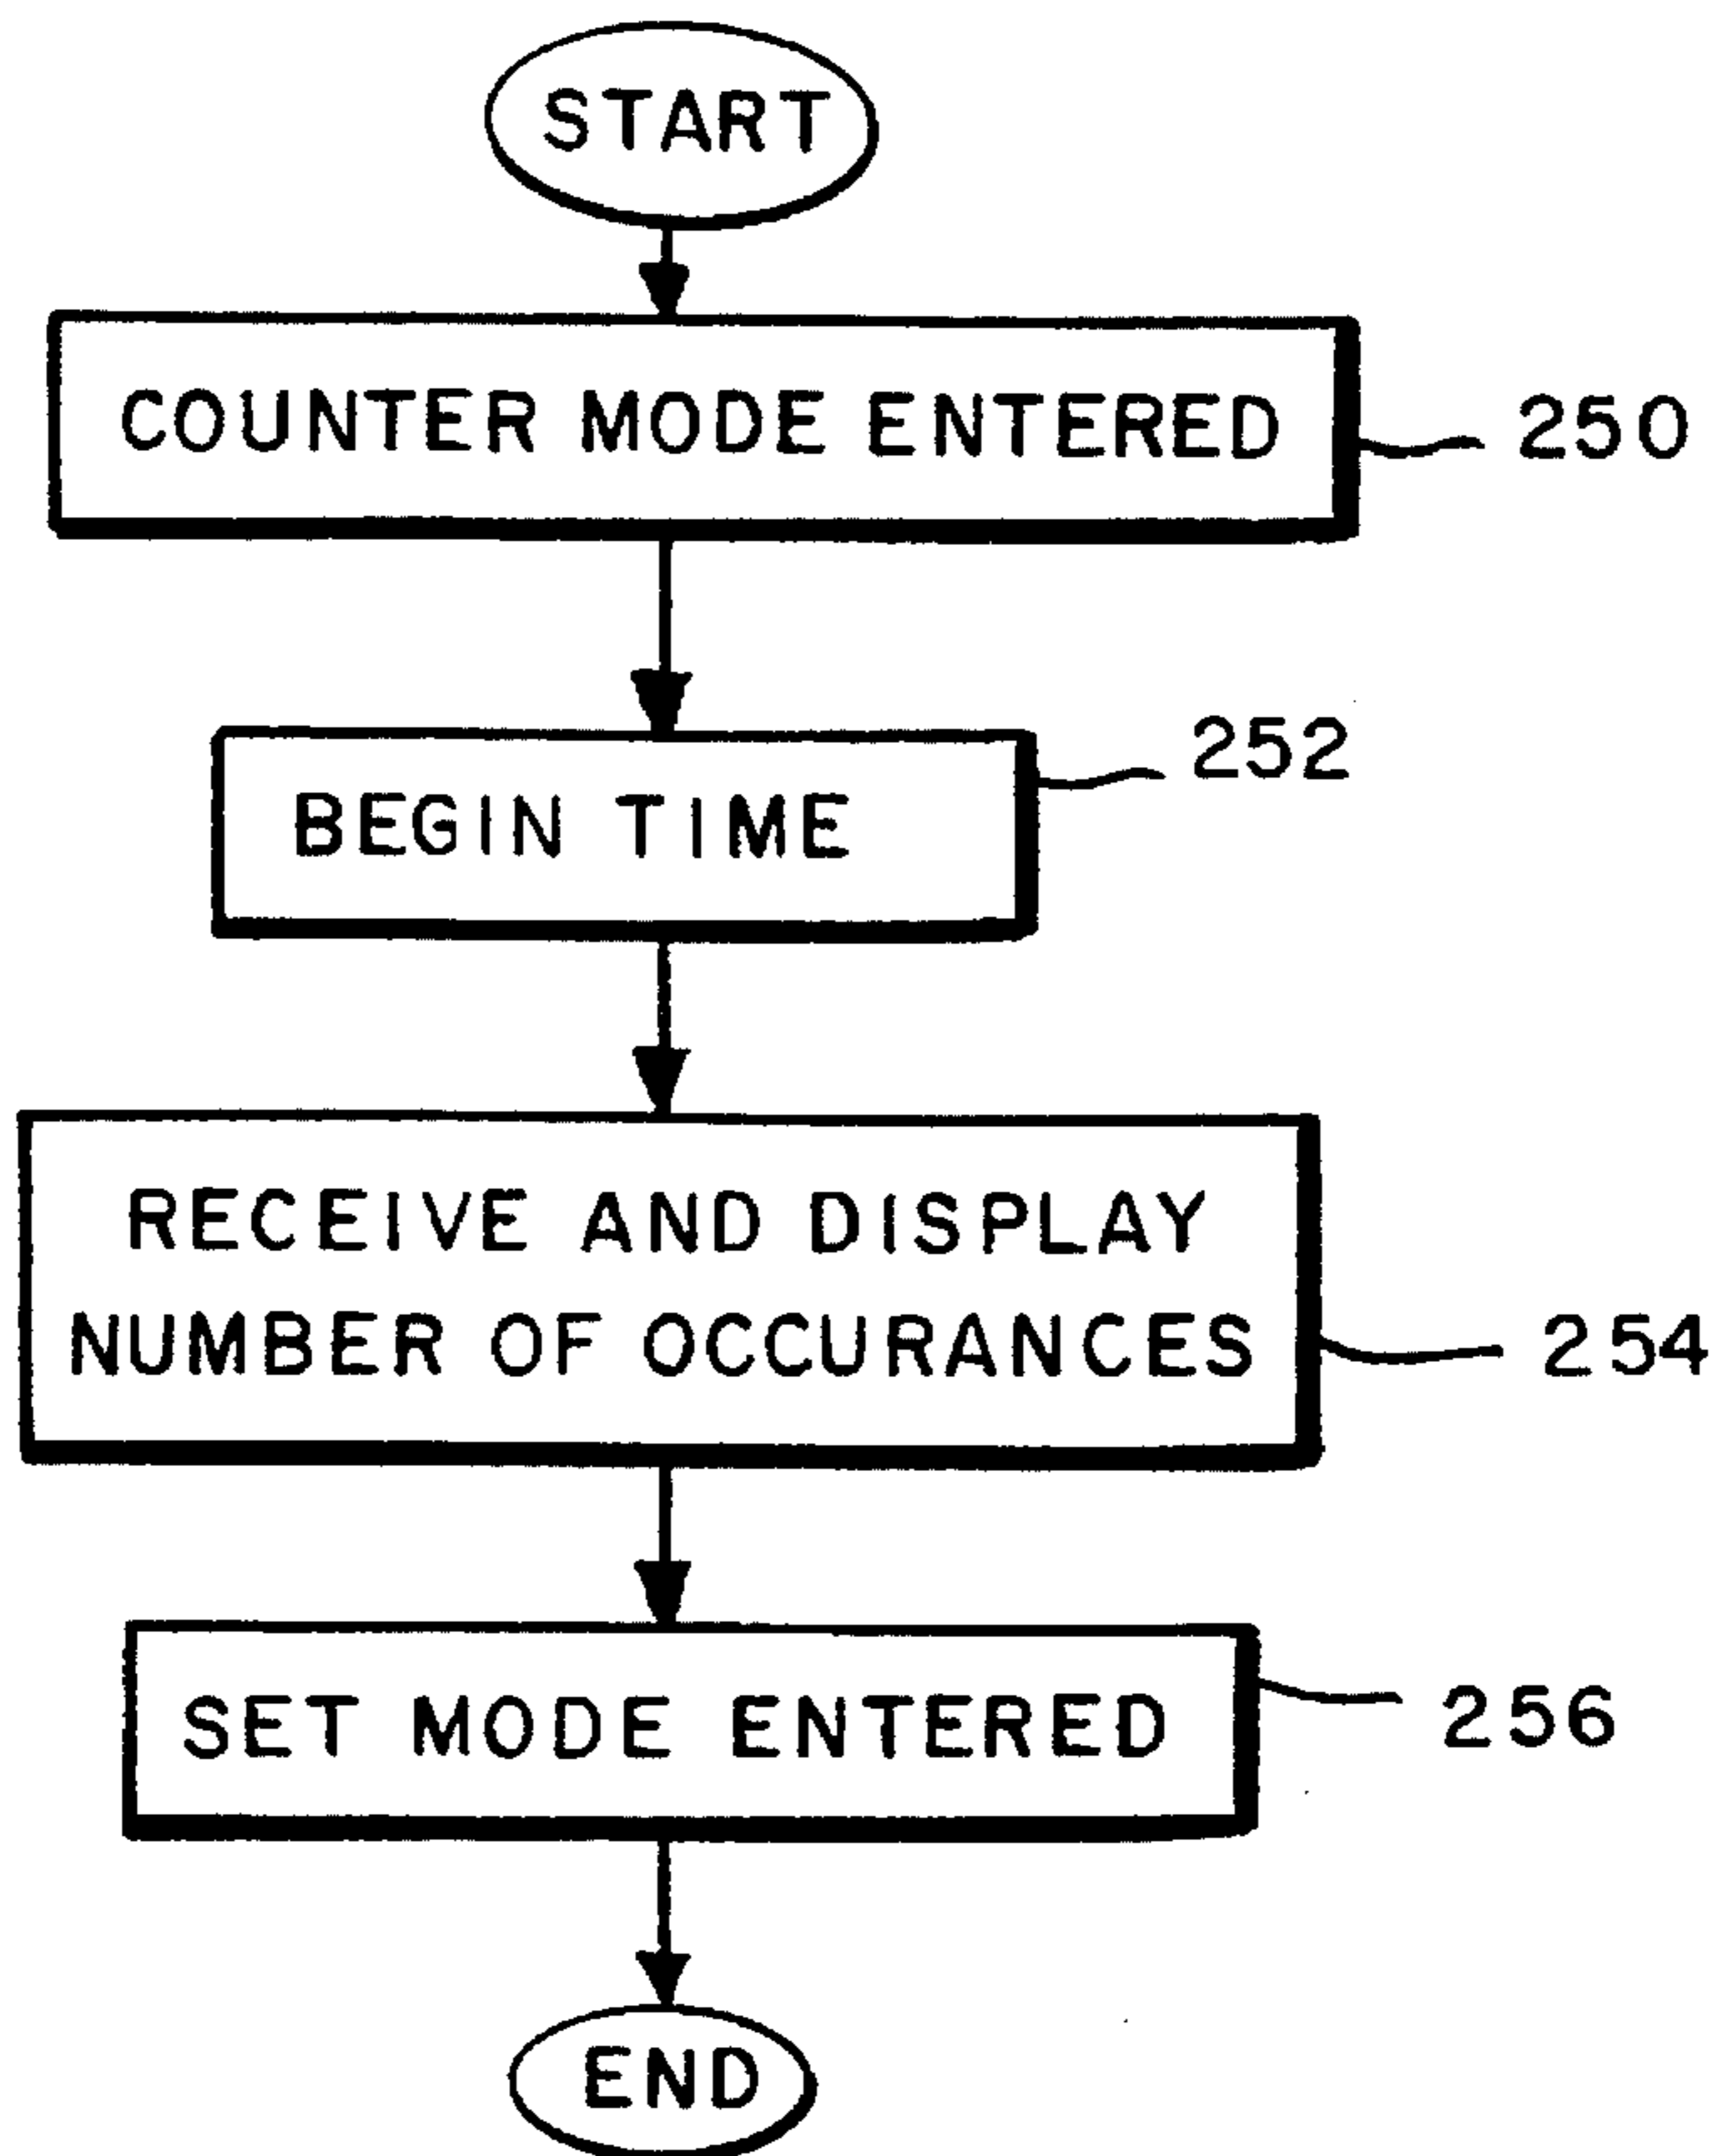 START
COUNTER MODE ENTERED
250
BEGIN TIME
252
RECEIVE AND DISPLAY
NUMBER OF OCCURANCES
254
SET MODE ENTERED
256
END